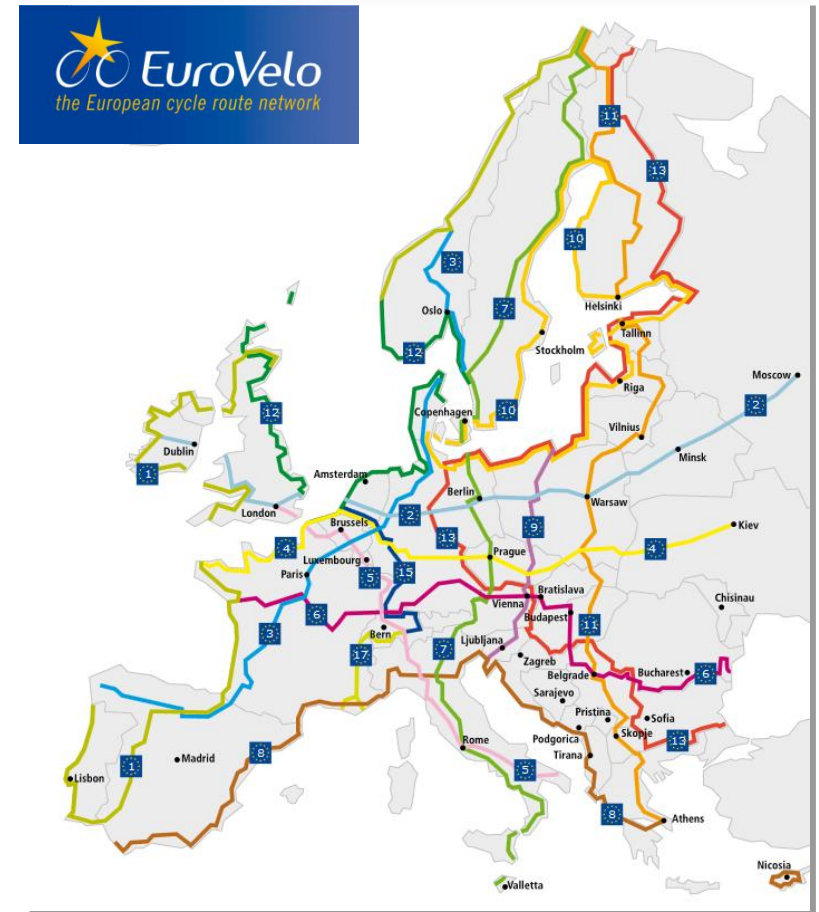 EuroVelo
the European cycle route network
11
13
10
3
7
Oslo
Helsinki
Tallinn
12
Stockholm
Moscow
Riga
2
12
Copenhagen
10
Vilnius
Dublin
Minsk
1
Amsterdam
Berlin
Warsaw
London
2
Brussels
9
Kiev
4
13
4
Luxembourg
Prague
5
15
Paris
Bratislava
Chisinau
6
Vienna
Budapest
3
Bern
11
7
Ljubljana
17
Zagreb
Belgrade
Bucharest
6
Sarajevo
Pristina
Sofia
Skopje
Podgorica
13
Rome
Tirana
8
Madrid
1
Lisbon
5
8
Athens
Nicosia
Valletta